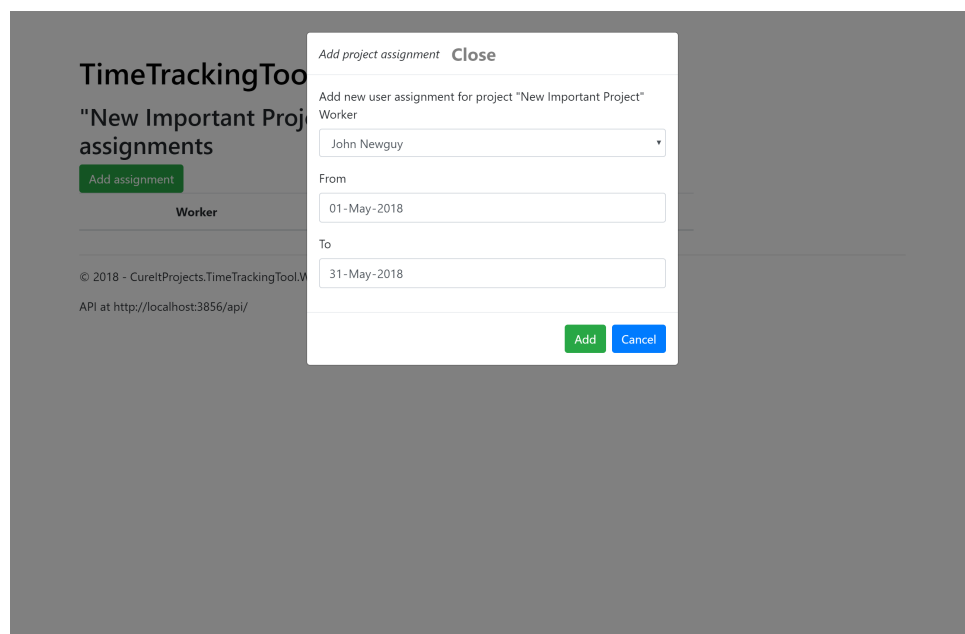 TimeTrackingToo
"New Important Proj
assignments
Add assignment
Worker
© 2018 - CureItProjects.TimeTrackingTool.W
API at http://localhost:3856/api/
Add project assignment Close
Add new user assignment for project "New Important Project"
Worker
John Newguy
From
01-May-2018
To
31-May-2018
Add Cancel